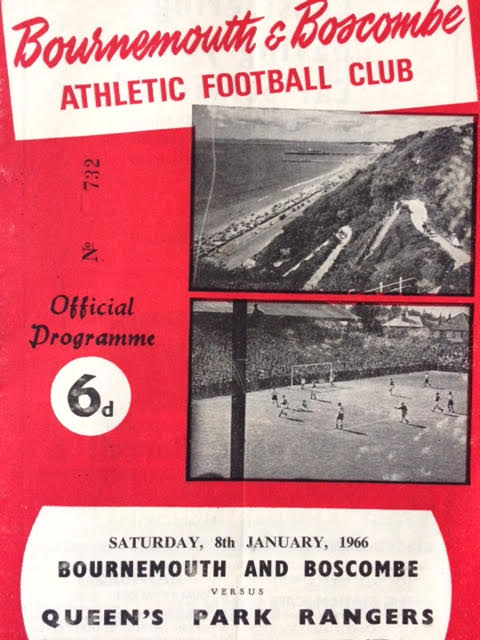 Bournemouth & Boscombe
ATHLETIC FOOTBALL CLUB
Nº 732
Official
Programme
6d
SATURDAY, 8th JANUARY, 1966
BOURNEMOUTH AND BOSCOMBE
VERSUS
QUEEN'S PARK RANGERS